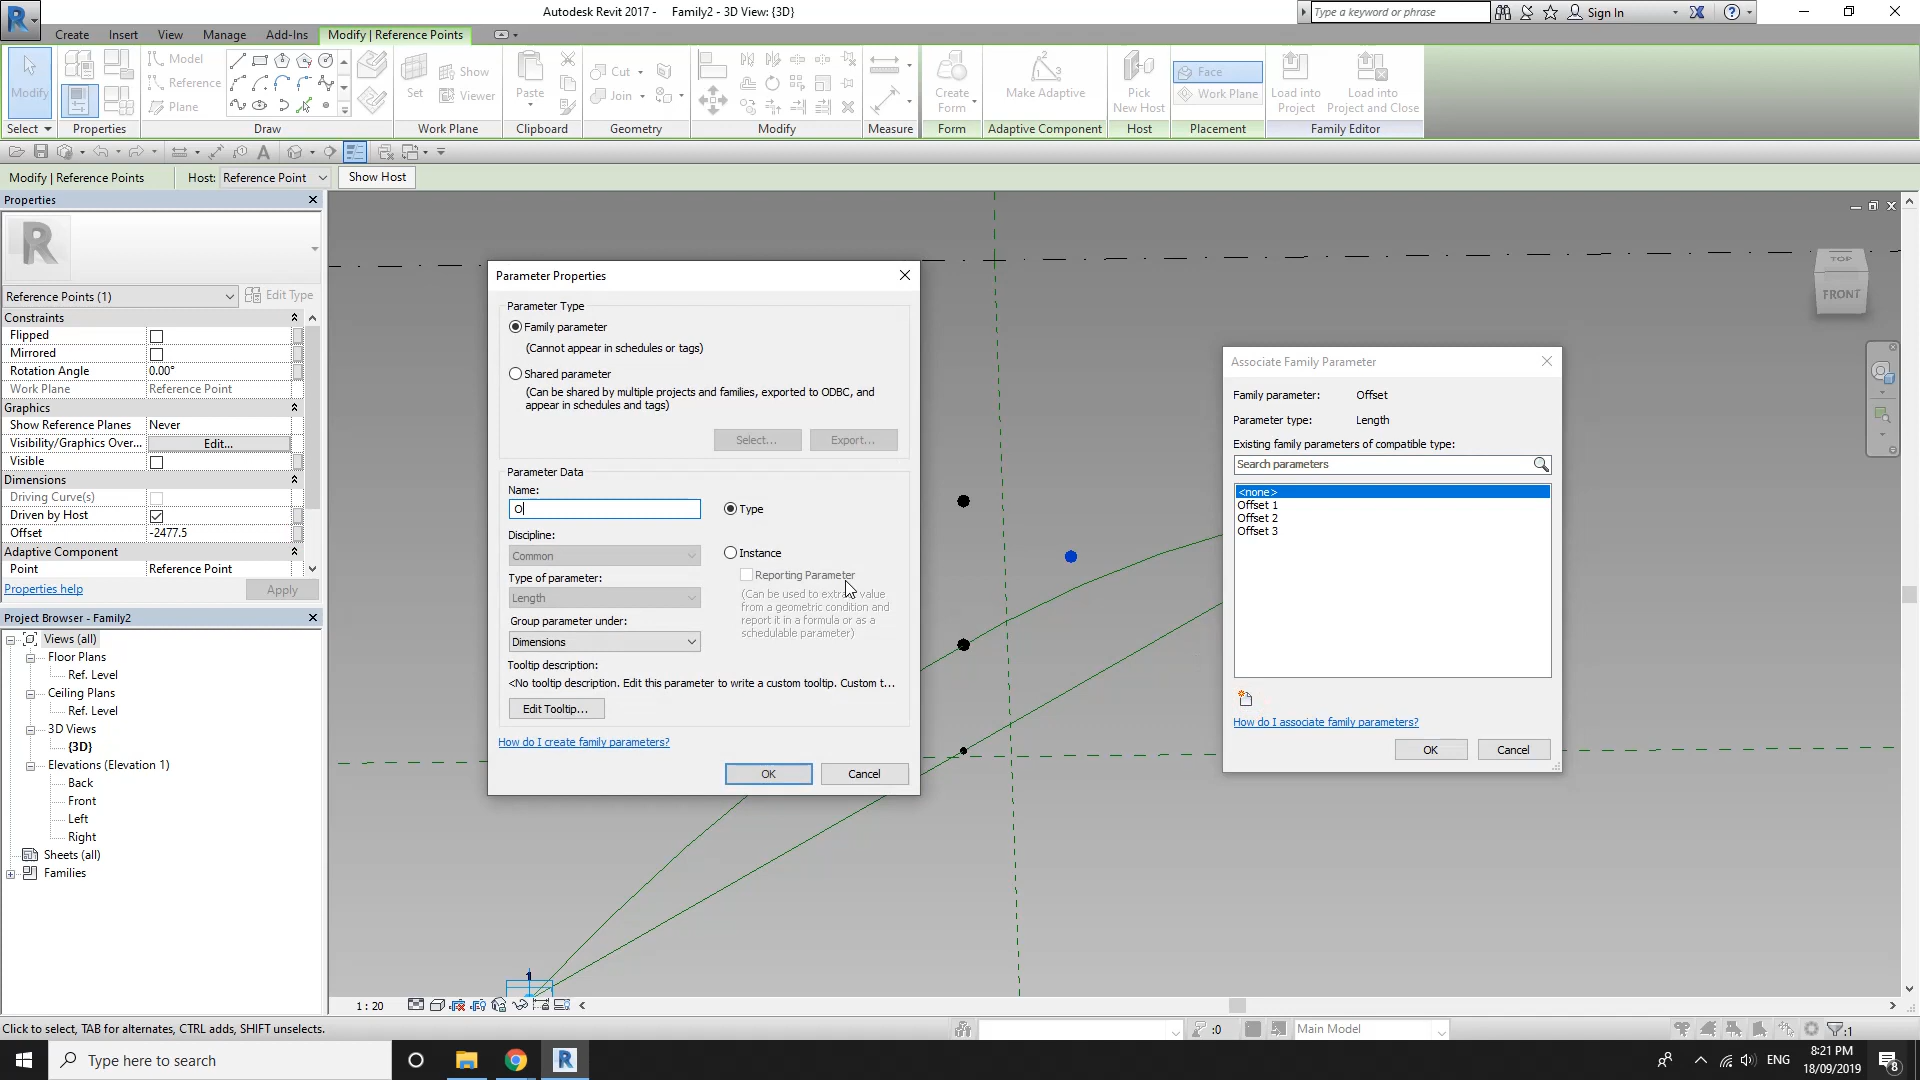 Autodesk Revit 2017 - Family2 - 3D View: {3D}
Type a keyword or phrase
Sign In
Create Insert View Manage Add-Ins Modify | Reference Points
Modify
Model
Reference
Plane
Set
Show
Viewer
Paste
Cut
Join
Create
Form
Make Adaptive
Pick
New Host
Face
Work Plane
Load into
Project
Load into
Project and Close
Select Properties Draw Work Plane Clipboard Geometry Modify Measure Form Adaptive Component Host Placement Family Editor
Modify | Reference Points Host: Reference Point Show Host
Properties
Reference Points (1) Edit Type
Constraints
Flipped
Mirrored
Rotation Angle 0.00°
Work Plane Reference Point
Graphics
Show Reference Planes Never
Visibility/Graphics Over... Edit...
Visible
Dimensions
Driving Curve(s)
Driven by Host
Offset -2477.5
Adaptive Component
Point Reference Point
Properties help Apply
Project Browser - Family2
Views (all)
Floor Plans
Ref. Level
Ceiling Plans
Ref. Level
3D Views
{3D}
Elevations (Elevation 1)
Back
Front
Left
Right
Sheets (all)
Families
Parameter Properties
Parameter Type
Family parameter
(Cannot appear in schedules or tags)
Shared parameter
(Can be shared by multiple projects and families, exported to ODBC, and
appear in schedules and tags)
Select... Export...
Parameter Data
Name:
O
Type
Discipline:
Common
Instance
Type of parameter:
Length
Reporting Parameter
(Can be used to extract value
from a geometric condition and
report it in a formula or as a
schedulable parameter)
Group parameter under:
Dimensions
Tooltip description:
<No tooltip description. Edit this parameter to write a custom tooltip. Custom t...
Edit Tooltip...
How do I create family parameters?
OK Cancel
Associate Family Parameter
Family parameter: Offset
Parameter type: Length
Existing family parameters of compatible type:
Search parameters
<none>
Offset 1
Offset 2
Offset 3
How do I associate family parameters?
OK Cancel
TOP
FRONT
1
1 : 20
Click to select, TAB for alternates, CTRL adds, SHIFT unselects.
:0
Main Model
:1
Type here to search
ENG
8:21 PM
18/09/2019
8